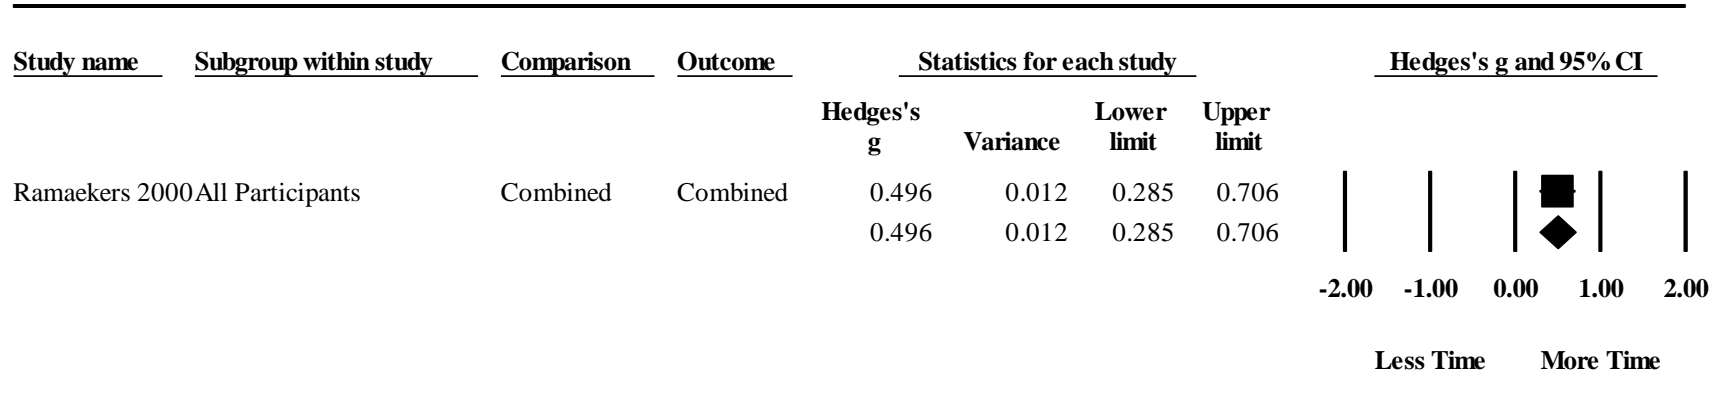 Study name Subgroup within study Comparison Outcome Statistics for each study Hedges's g and 95% CI
Hedges's Lower Upper
g Variance limit limit
Ramaekers 2000 All Participants Combined Combined 0.496 0.012 0.285 0.706
0.496 0.012 0.285 0.706
-2.00 -1.00 0.00 1.00 2.00
Less Time More Time